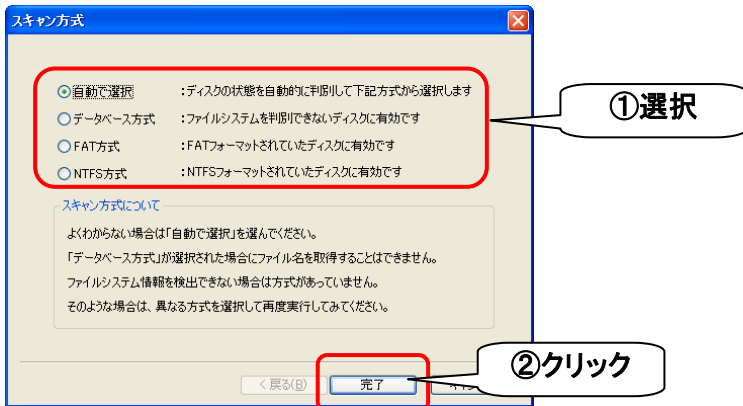 スキャン方式
自動で選択 :ディスクの状態を自動的に判別して下記方式から選択します
データベース方式 :ファイルシステムを判別できないディスクに有効です
FAT方式 :FATフォーマットされていたディスクに有効です
NTFS方式 :NTFSフォーマットされていたディスクに有効です
①選択
スキャン方式について
よくわからない場合は「自動で選択」を選んでください。
「データベース方式」が選択された場合にファイル名を取得することはできません。
ファイルシステム情報を検出できない場合は方式があっていません。
そのような場合は、異なる方式を選択して再度実行してみてください。
②クリック
< 戻る(B) 完了